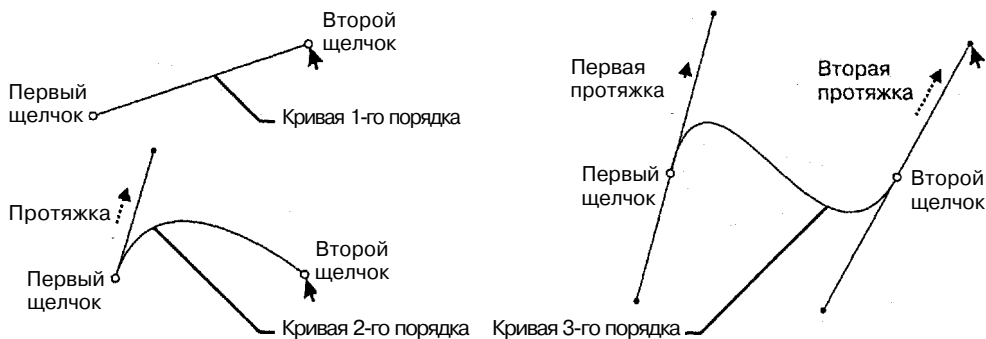 Второй
щелчок
Первый
щелчок
Кривая 1-го порядка
Протяжка
Первый
щелчок
Второй
щелчок
Кривая 2-го порядка
Первая
протяжка
Вторая
протяжка
Первый
щелчок
Второй
щелчок
Кривая 3-го порядка